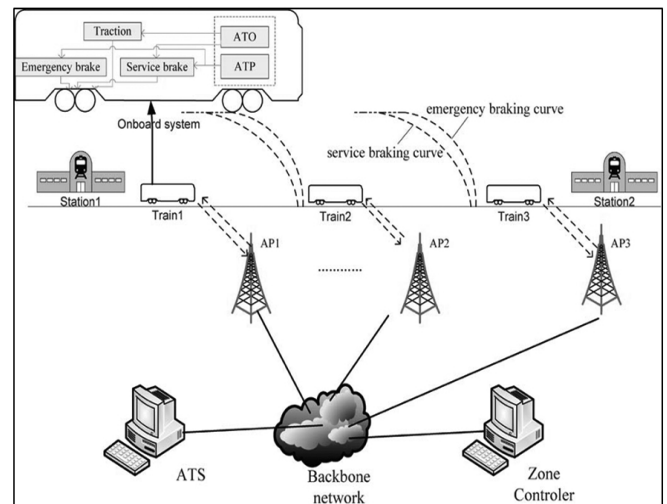 Traction
ATO
Emergency brake
Service brake
ATP
Onboard system
emergency braking curve
service braking curve
Station1
Train1
Train2
Train3
Station2
AP1
AP2
AP3
ATS
Backbone
network
Zone
Controler